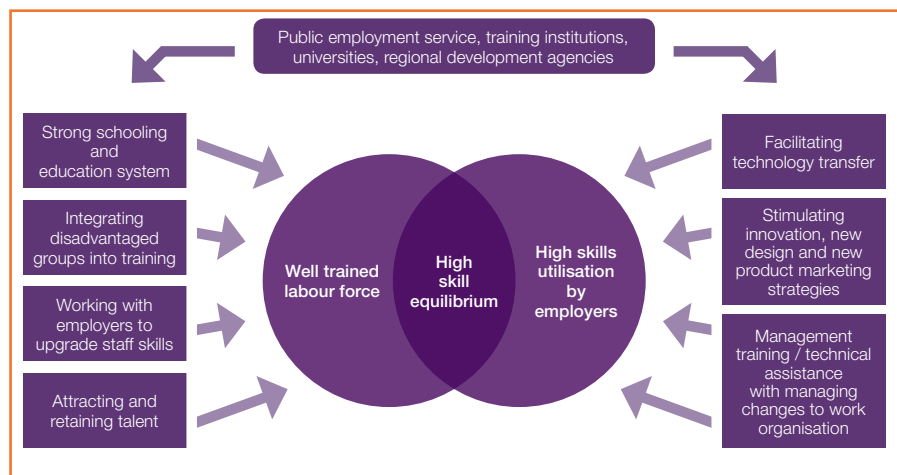 Public employment service, training institutions,
universities, regional development agencies
Strong schooling
and
education system
Integrating
disadvantaged
groups into training
Working with
employers to
upgrade staff skills
Attracting and
retaining talent
Well trained
labour force
High
skill
equilibrium
High skills
utilisation
by
employers
Facilitating
technology transfer
Stimulating
innovation, new
design and new
product marketing
strategies
Management
training / technical
assistance
with managing
changes to work
organisation